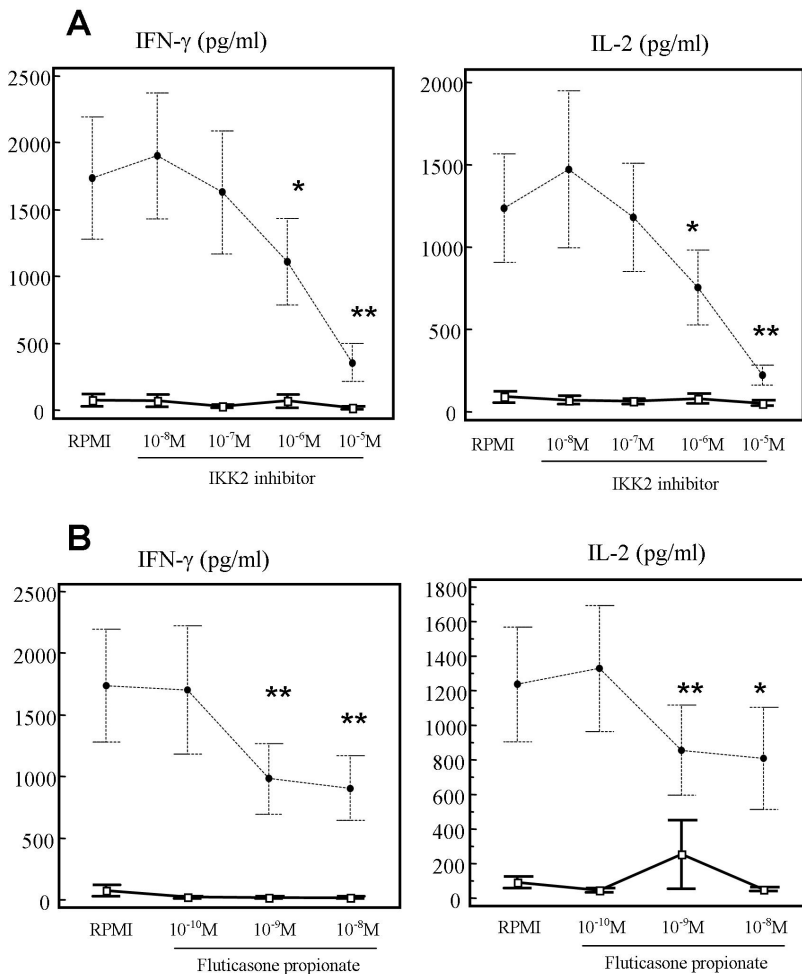 A
IFN-γ (pg/ml)
2500
2000
1500
1000
500
0
*
**
RPMI 10⁻⁸M 10⁻⁷M 10⁻⁶M 10⁻⁵M
IKK2 inhibitor
IL-2 (pg/ml)
2000
1500
1000
500
0
*
**
RPMI 10⁻⁸M 10⁻⁷M 10⁻⁶M 10⁻⁵M
IKK2 inhibitor
B
IFN-γ (pg/ml)
2500
2000
1500
1000
500
0
**
**
RPMI 10⁻¹⁰M 10⁻⁹M 10⁻⁸M
Fluticasone propionate
IL-2 (pg/ml)
1800
1600
1400
1200
1000
800
600
400
200
0
** *
RPMI 10⁻¹⁰M 10⁻⁹M 10⁻⁸M
Fluticasone propionate